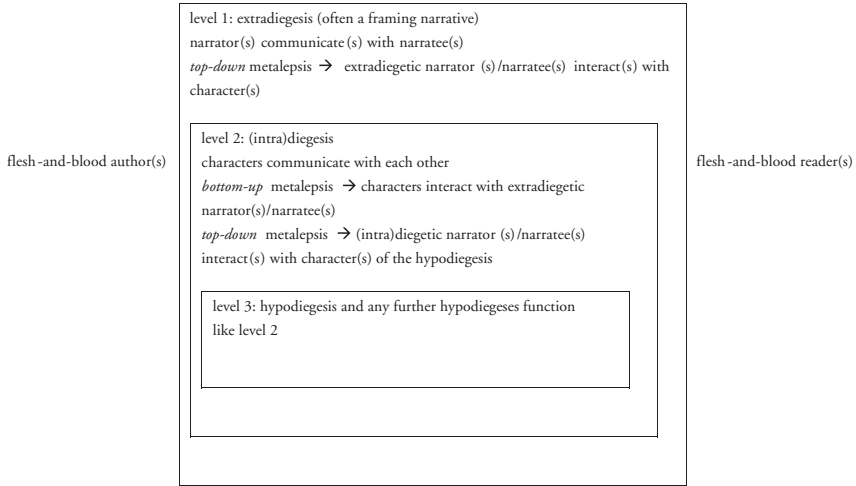 level 1: extradiegesis (often a framing narrative)
narrator(s) communicate(s) with narratee(s)
top-down metalepsis → extradiegetic narrator (s)/narratee(s) interact(s) with
character(s)
level 2: (intra)diegesis
flesh-and-blood author(s)
flesh-and-blood reader(s)
characters communicate with each other
bottom-up metalepsis → characters interact with extradiegetic
narrator(s)/narratee(s)
top-down metalepsis → (intra)diegetic narrator (s)/narratee(s)
interact(s) with character(s) of the hypodiegesis
level 3: hypodiegesis and any further hypodiegeses function
like level 2